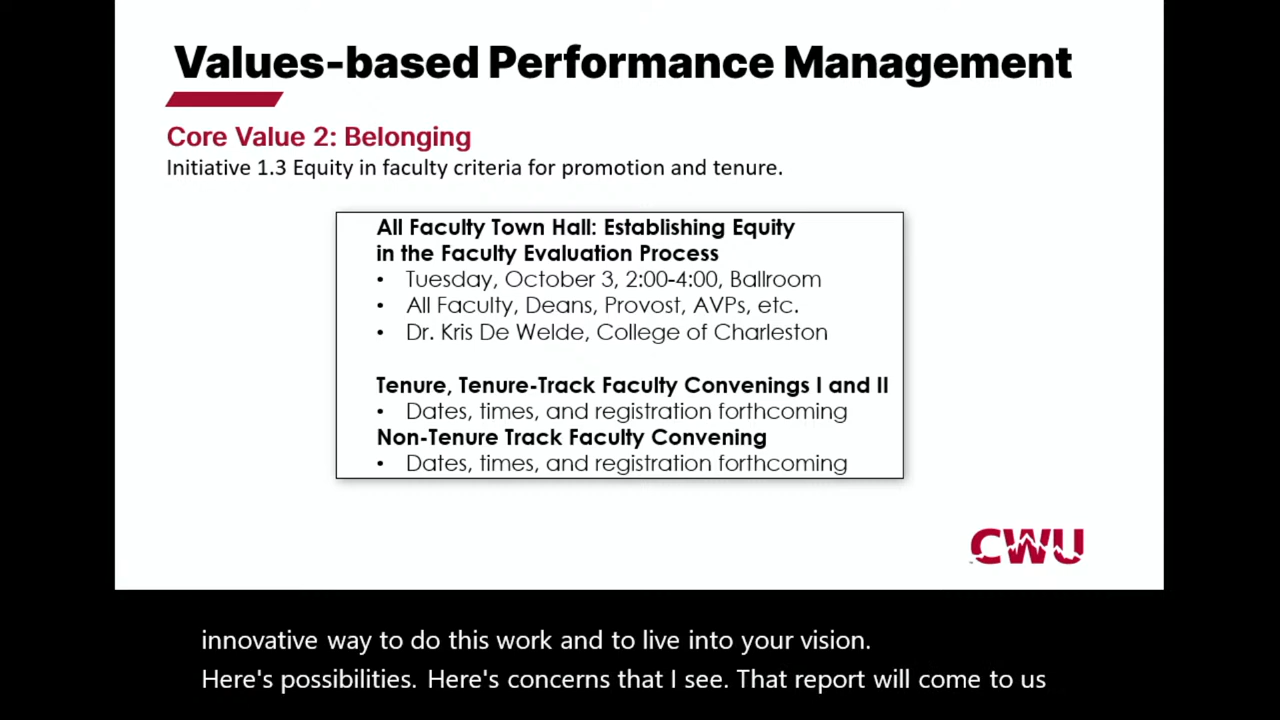 Values-based Performance Management
Core Value 2: Belonging
Initiative 1.3 Equity in faculty criteria for promotion and tenure.
All Faculty Town Hall: Establishing Equity
in the Faculty Evaluation Process
• Tuesday, October 3, 2:00-4:00, Ballroom
• All Faculty, Deans, Provost, AVPs, etc.
• Dr. Kris De Welde, College of Charleston
Tenure, Tenure-Track Faculty Convenings I and II
• Dates, times, and registration forthcoming
Non-Tenure Track Faculty Convening
• Dates, times, and registration forthcoming
CWU
innovative way to do this work and to live into your vision.
Here's possibilities. Here's concerns that I see. That report will come to us